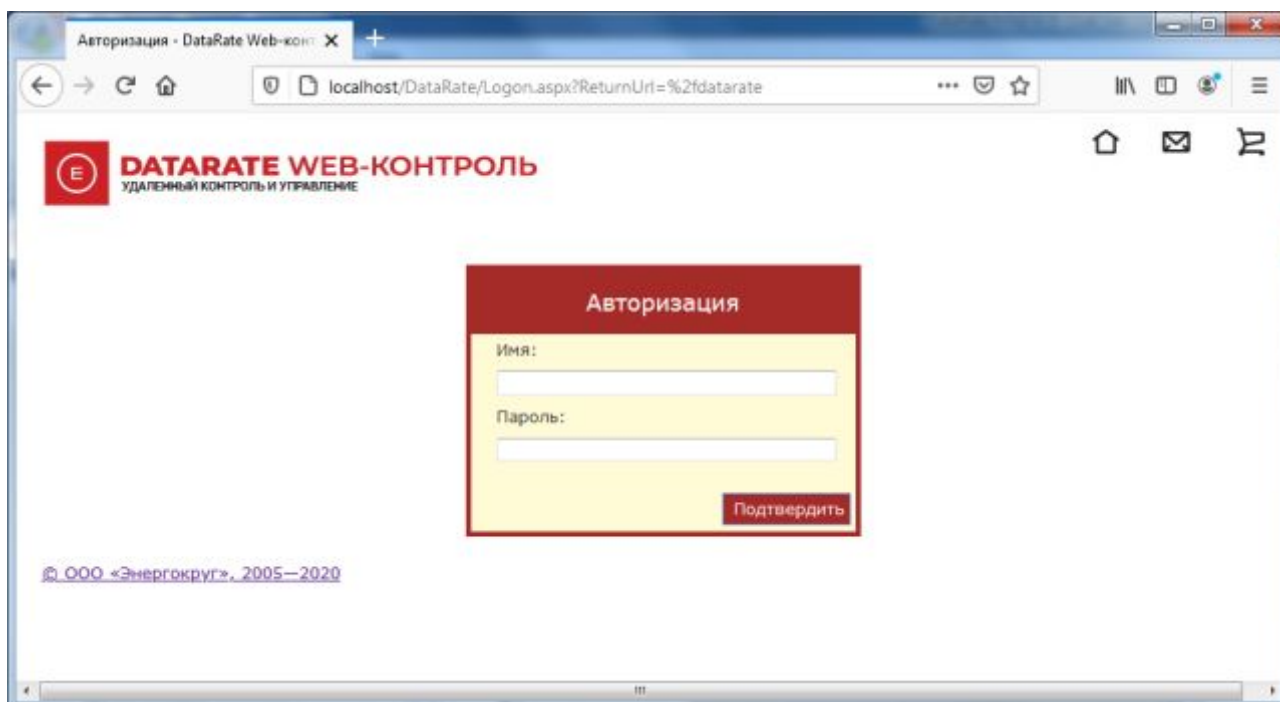 Авторизация - DataRate Web-конт
localhost/DataRate/Logon.aspx?ReturnUrl=%2fdatarate
E
DATARATE WEB-КОНТРОЛЬ
УДАЛЕННЫЙ КОНТРОЛЬ И УПРАВЛЕНИЕ
Авторизация
Имя:
Пароль:
Подтвердить
© ООО «Энергокруг», 2005—2020